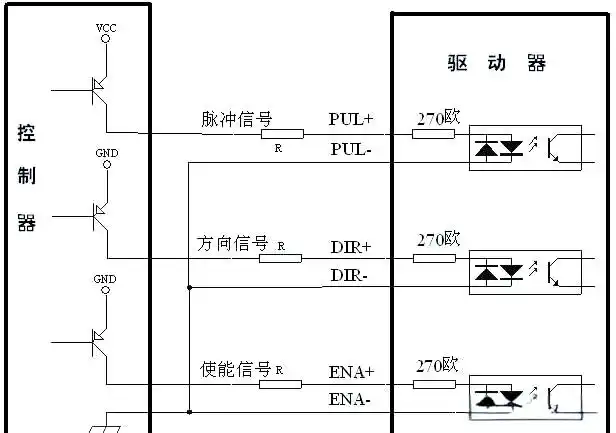 VCC
驱 动 器
脉冲信号
PUL+
270欧
R
PUL-
控制器
GND
方向信号
R
DIR+
270欧
DIR-
GND
使能信号
R
ENA+
270欧
ENA-